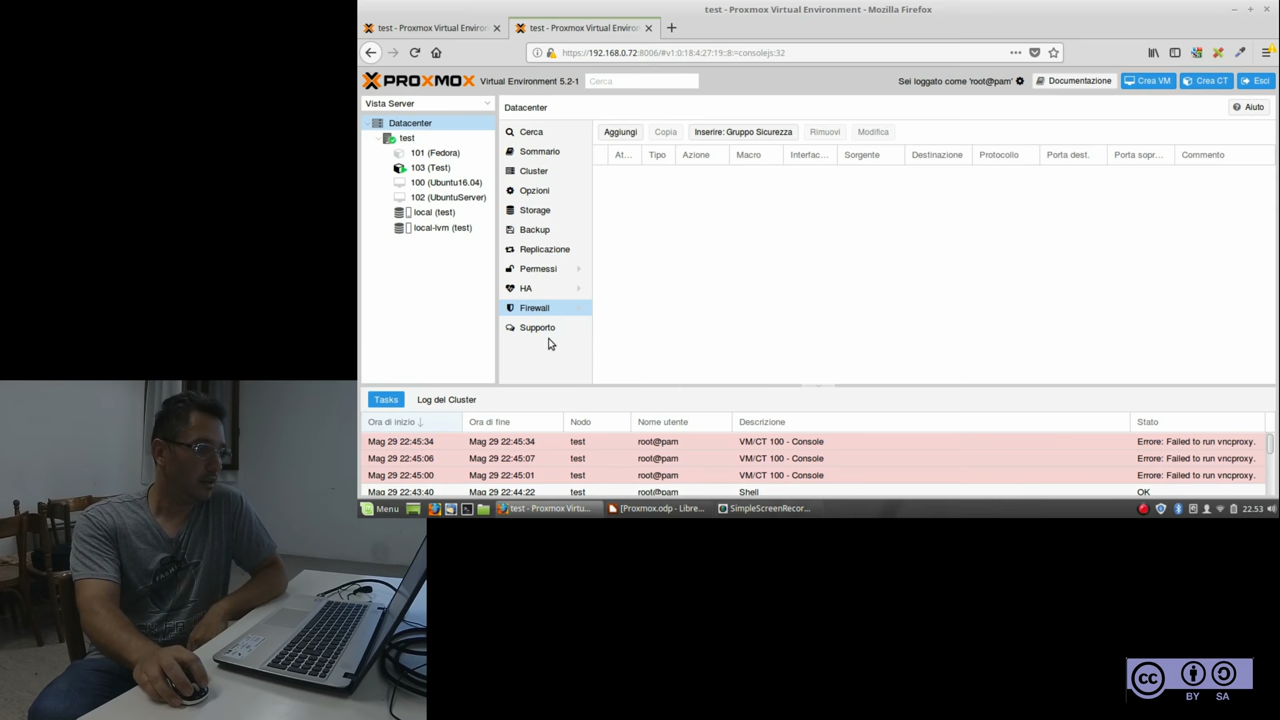 test - Proxmox Virtual Environment - Mozilla Firefox
test - Proxmox Virtual Environ
test - Proxmox Virtual Environ
https://192.168.0.72:8006/#v1:0:18:4:27:19::8:=consolejs:32
PROXMOX Virtual Environment 5.2-1 Cerca Sei loggato come 'root@pam' Documentazione Crea VM Crea CT Esci
Vista Server
Datacenter
test
101 (Fedora)
103 (Test)
100 (Ubuntu16.04)
102 (UbuntuServer)
local (test)
local-lvm (test)
Datacenter Aiuto
Cerca
Sommario
Cluster
Opzioni
Storage
Backup
Replicazione
Permessi
HA
Firewall
Supporto
Aggiungi Copia Inserire: Gruppo Sicurezza Rimuovi Modifica
At... Tipo Azione Macro Interfac... Sorgente Destinazione Protocollo Porta dest. Porta sopr... Commento
Tasks Log del Cluster
Ora di inizio Ora di fine Nodo Nome utente Descrizione Stato
Mag 29 22:45:34 Mag 29 22:45:34 test root@pam VM/CT 100 - Console Errore: Failed to run vncproxy.
Mag 29 22:45:06 Mag 29 22:45:07 test root@pam VM/CT 100 - Console Errore: Failed to run vncproxy.
Mag 29 22:45:00 Mag 29 22:45:01 test root@pam VM/CT 100 - Console Errore: Failed to run vncproxy.
Mag 29 22:43:40 Mag 29 22:44:22 test root@pam Shell OK
Menu test - Proxmox Virtu... [Proxmox.odp - Libre... SimpleScreenRecor... 22.53
cc
BY SA